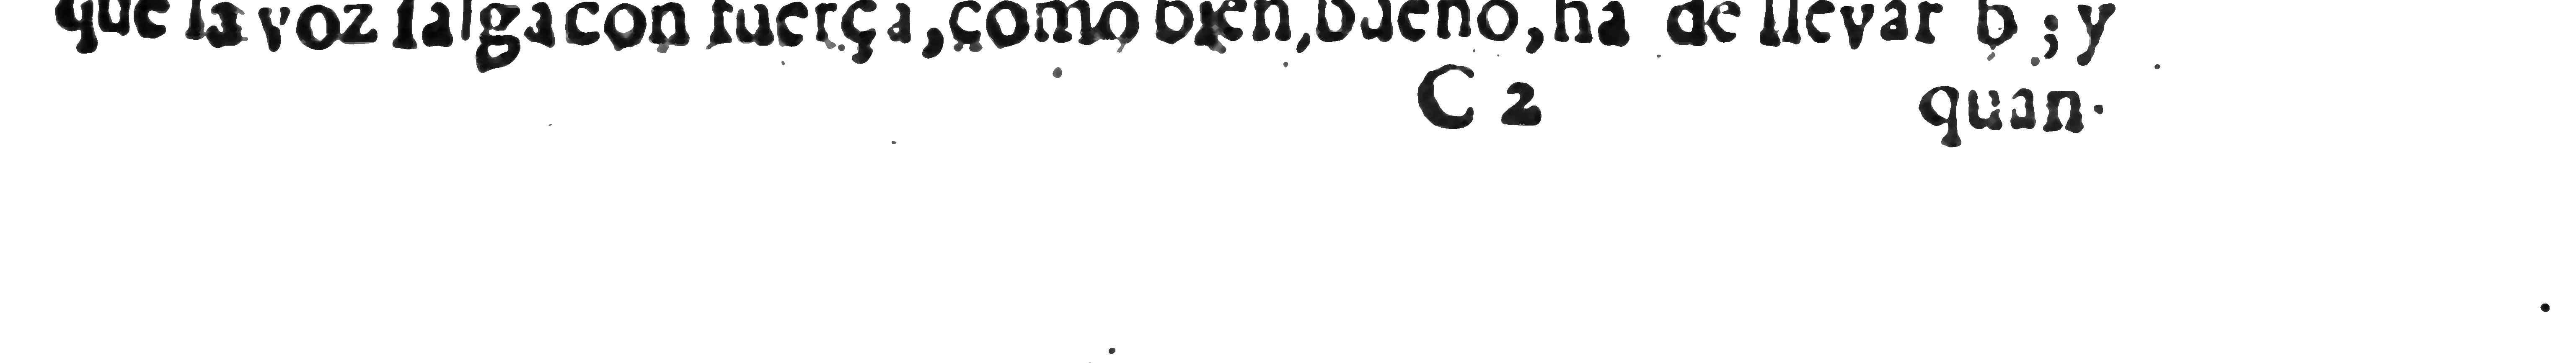 que la voz salga con fuerça, como bien, bueno, ha de llevar b ; y
C 2 quan-